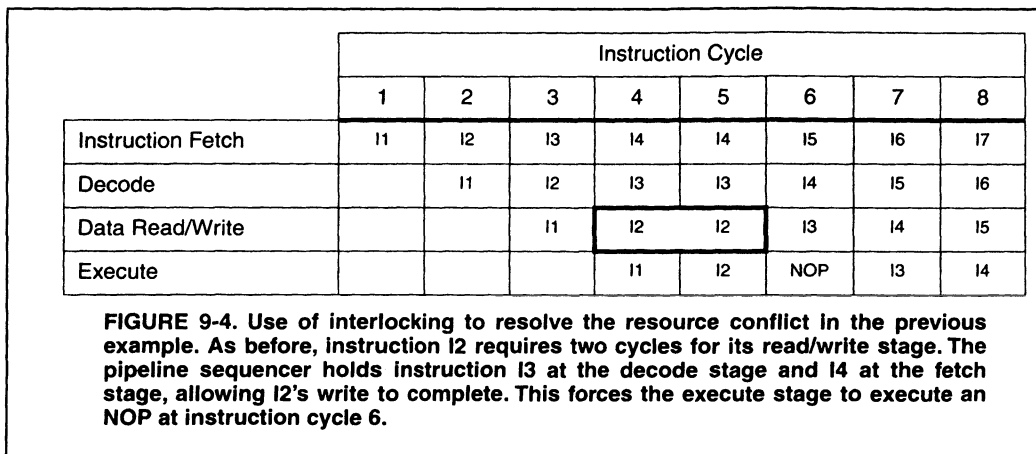 Instruction Cycle
1 2 3 4 5 6 7 8
Instruction Fetch I1 I2 I3 I4 I4 I5 I6 I7
Decode I1 I2 I3 I3 I4 I5 I6
Data Read/Write I1 I2 I2 I3 I4 I5
Execute I1 I2 NOP I3 I4
FIGURE 9-4. Use of interlocking to resolve the resource conflict in the previous
example. As before, instruction I2 requires two cycles for its read/write stage. The
pipeline sequencer holds instruction I3 at the decode stage and I4 at the fetch
stage, allowing I2's write to complete. This forces the execute stage to execute an
NOP at instruction cycle 6.